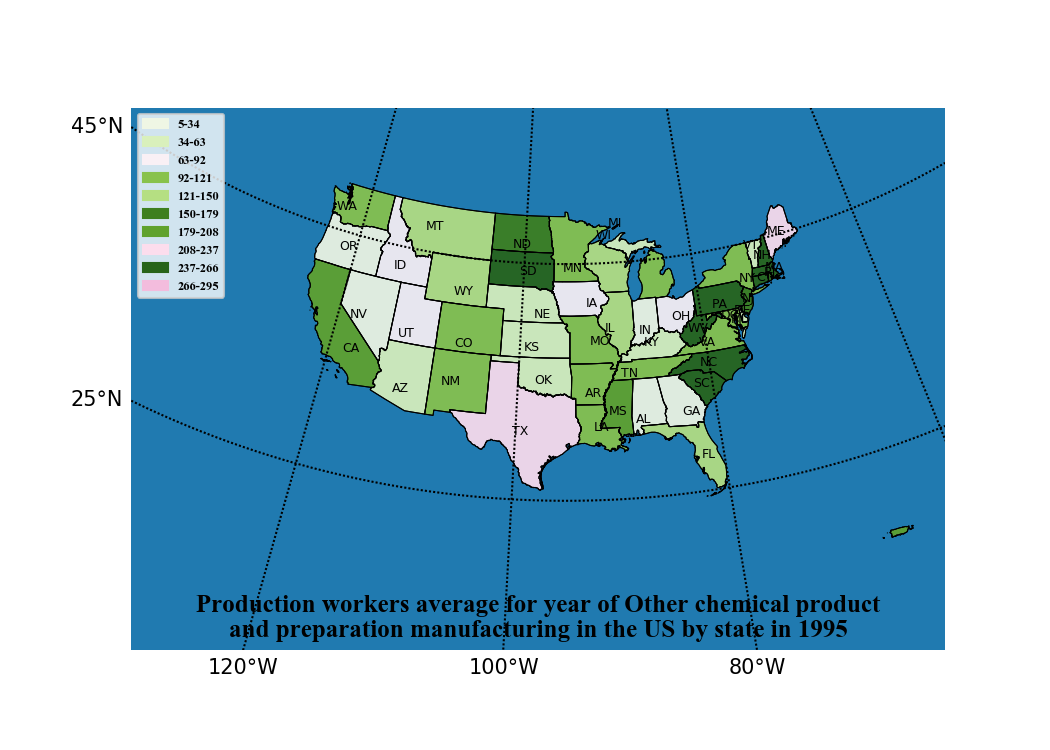 45°N
5-34
34-63
63-92
92-121
121-150
150-179
179-208
208-237
237-266
266-295
WA
MT
ND
MN
WI
MI
ME
VT
NH
MA
OR
ID
SD
NY
CT
WY
IA
PA
NV
UT
NE
IL
IN
OH
WV
CA
CO
KS
MO
KY
VA
AZ
NM
OK
AR
TN
NC
SC
TX
LA
MS
AL
GA
FL
25°N
Production workers average for year of Other chemical product
and preparation manufacturing in the US by state in 1995
120°W
100°W
80°W